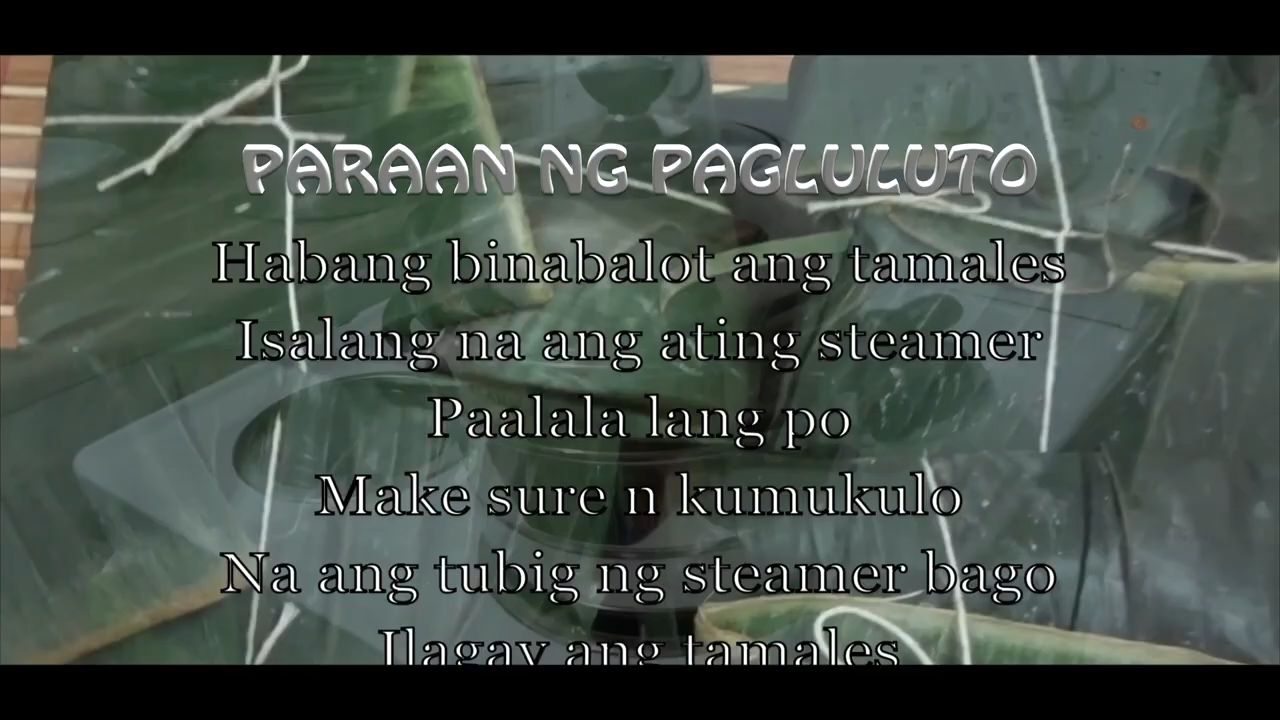 PARAAN NG PAGLULUTO
Habang binabalot ang tamales
Isalang na ang ating steamer
Paalala lang po
Make sure n kumukulo
Na ang tubig ng steamer bago
Ilagay ang tamales